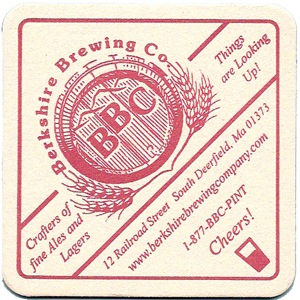 Berkshire Brewing Co
BBC
Things
are Looking
Up!
Crafters of
fine Ales and
Lagers
12 Railroad Street South Deerfield, Ma 01373
www.berkshirebrewingcompany.com
1-877-BBC-PINT
Cheers!